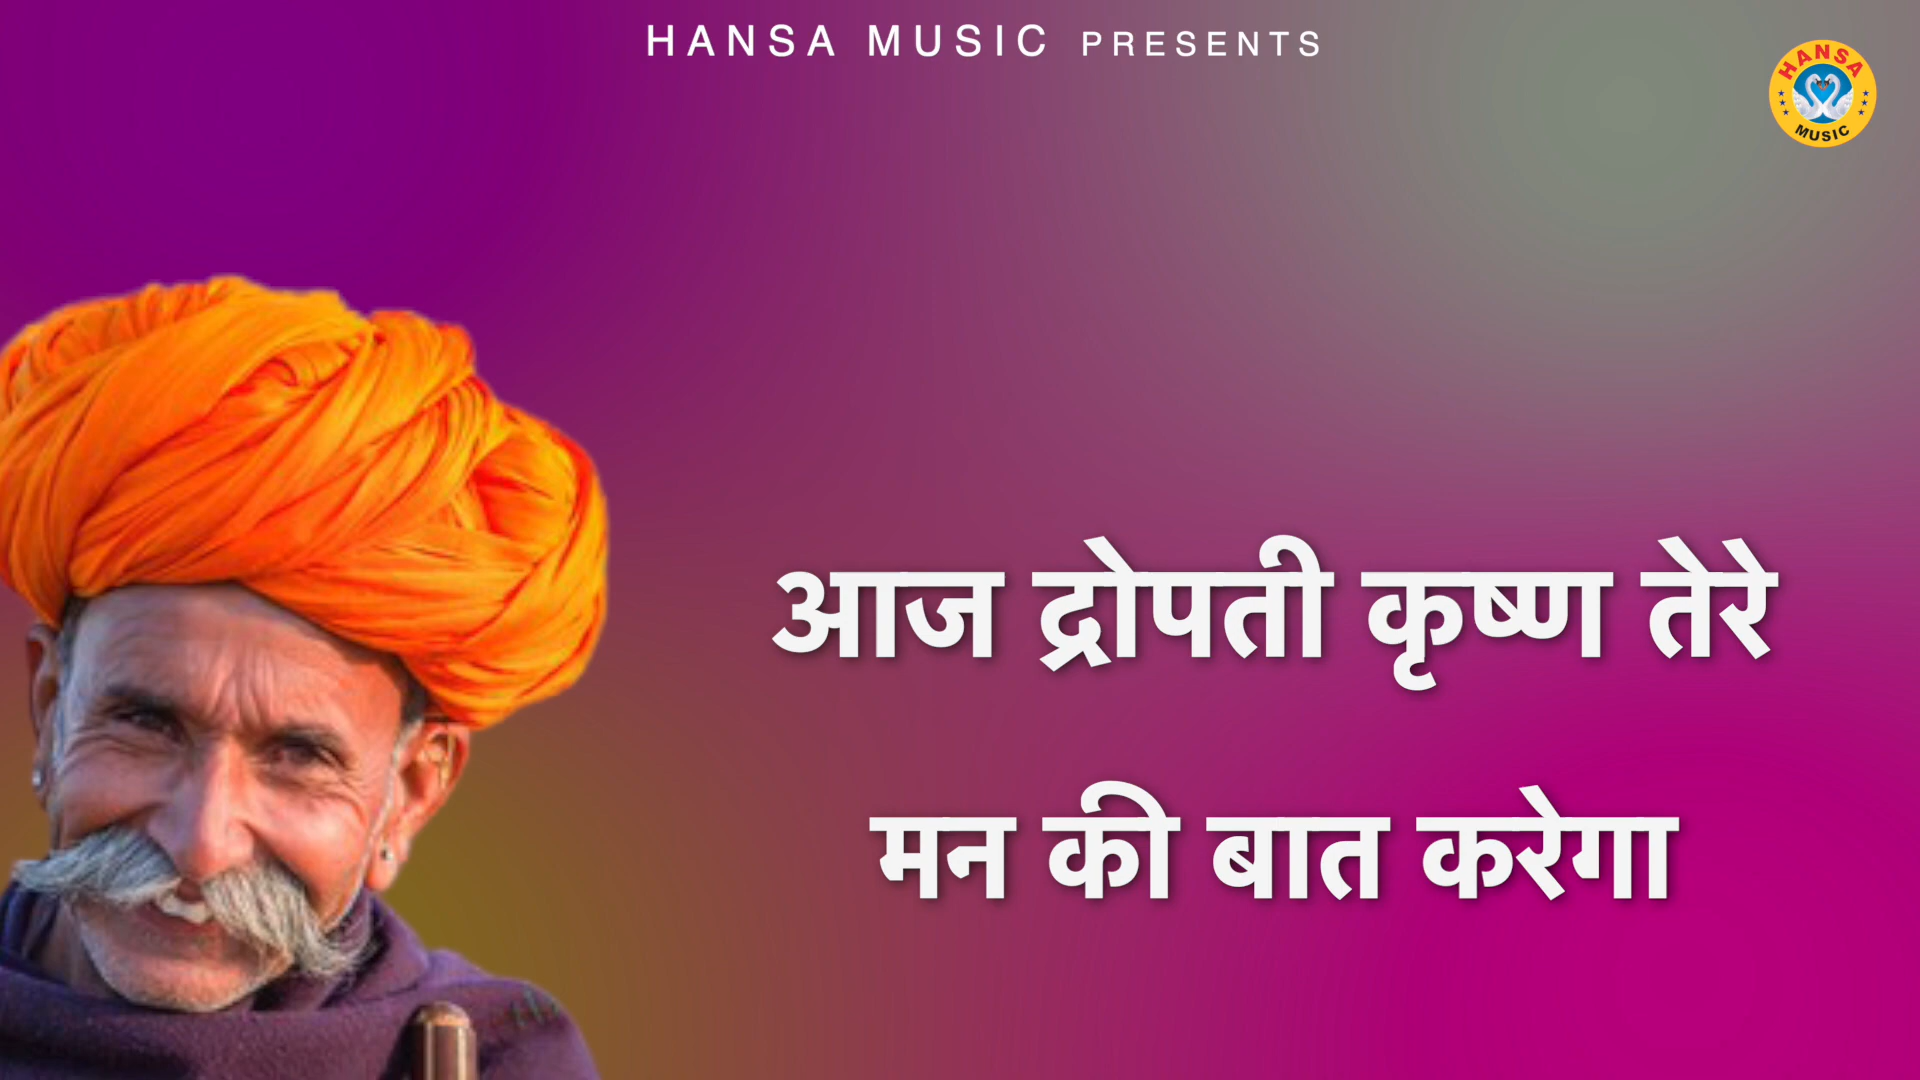 HANSA MUSIC PRESENTS
HANSA
MUSIC
आज द्रोपती कृष्ण तेरे
मन की बात करेगा